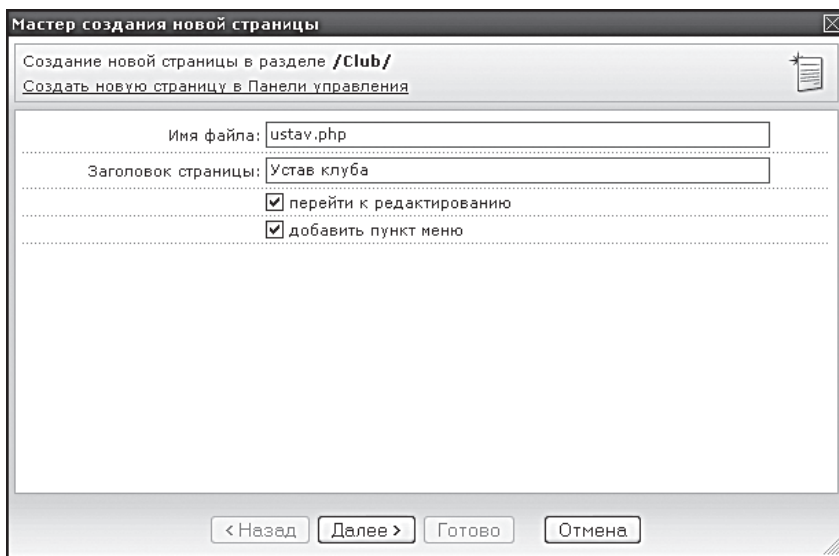 Мастер создания новой страницы
Создание новой страницы в разделе /Club/
Создать новую страницу в Панели управления
Имя файла: ustav.php
Заголовок страницы: Устав клуба
перейти к редактированию
добавить пункт меню
< Назад Далее > Готово Отмена